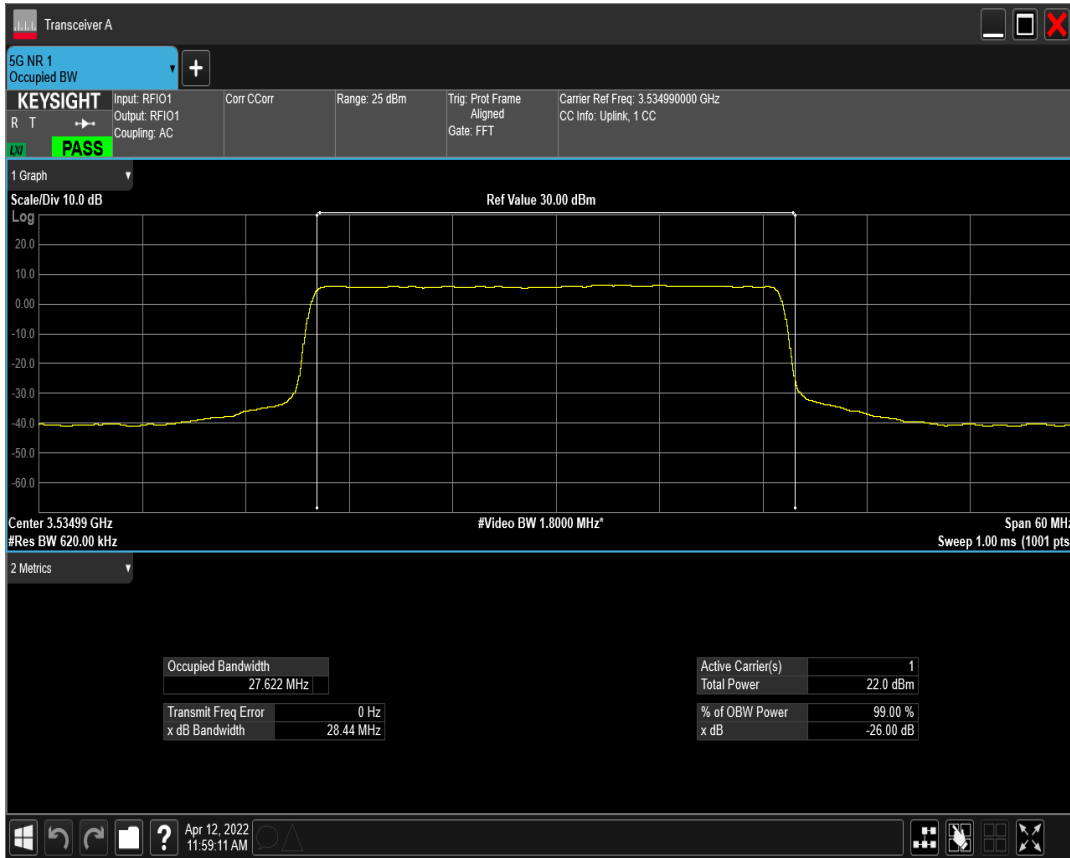 Transceiver A
5G NR 1
Occupied BW
+
KEYSIGHT
R T
LXI
PASS
Input: RFIO1
Output: RFIO1
Coupling: AC
Corr CCorr
Range: 25 dBm
Trig: Prot Frame
Aligned
Gate: FFT
Carrier Ref Freq: 3.534990000 GHz
CC Info: Uplink, 1 CC
1 Graph
Scale/Div 10.0 dB
Ref Value 30.00 dBm
Log
20.0
10.0
0.00
-10.0
-20.0
-30.0
-40.0
-50.0
-60.0
Center 3.53499 GHz
#Video BW 1.8000 MHz*
Span 60 MHz
#Res BW 620.00 kHz
Sweep 1.00 ms (1001 pts
2 Metrics
Occupied Bandwidth
27.622 MHz
Transmit Freq Error 0 Hz
x dB Bandwidth 28.44 MHz
Active Carrier(s) 1
Total Power 22.0 dBm
% of OBW Power 99.00 %
x dB -26.00 dB
?
Apr 12, 2022
11:59:11 AM